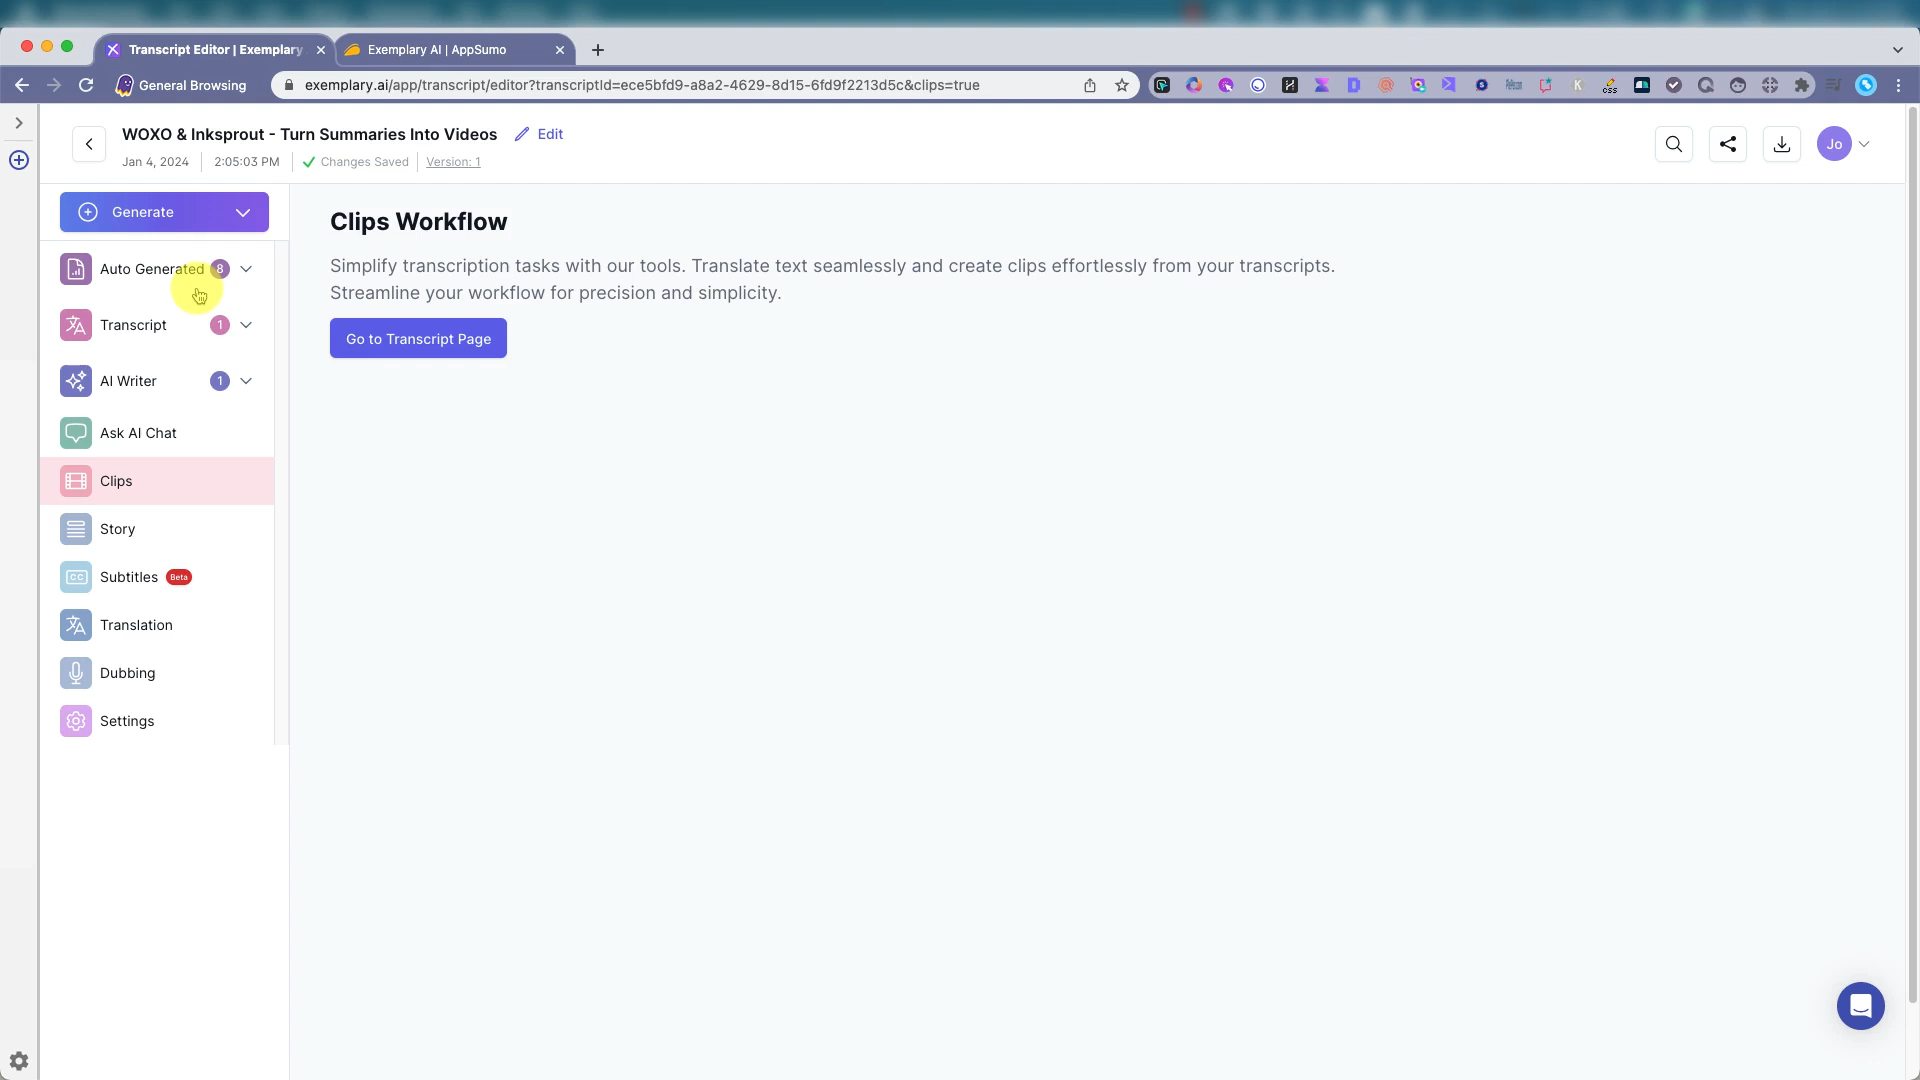 Transcript Editor | Exemplary
Exemplary AI | AppSumo
General Browsing
exemplary.ai/app/transcript/editor?transcriptId=ece5bfd9-a8a2-4629-8d15-6fd9f2213d5c&clips=true
WOXO & Inksprout - Turn Summaries Into Videos
Edit
Jan 4, 2024
2:05:03 PM
Changes Saved
Version: 1
Jo
Generate
Auto Generated 8
Transcript 1
AI Writer 1
Ask AI Chat
Clips
Story
CC Subtitles Beta
Translation
Dubbing
Settings
Clips Workflow
Simplify transcription tasks with our tools. Translate text seamlessly and create clips effortlessly from your transcripts.
Streamline your workflow for precision and simplicity.
Go to Transcript Page